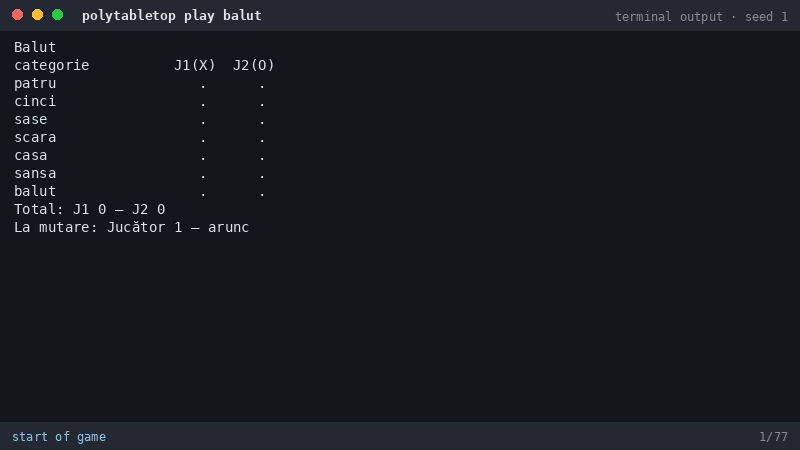 polytabletop play balut
terminal output · seed 1
Balut
categorie J1(X) J2(O)
patru . .
cinci . .
sase . .
scara . .
casa . .
sansa . .
balut . .
Total: J1 0 — J2 0
La mutare: Jucător 1 — arunc
start of game
1/77